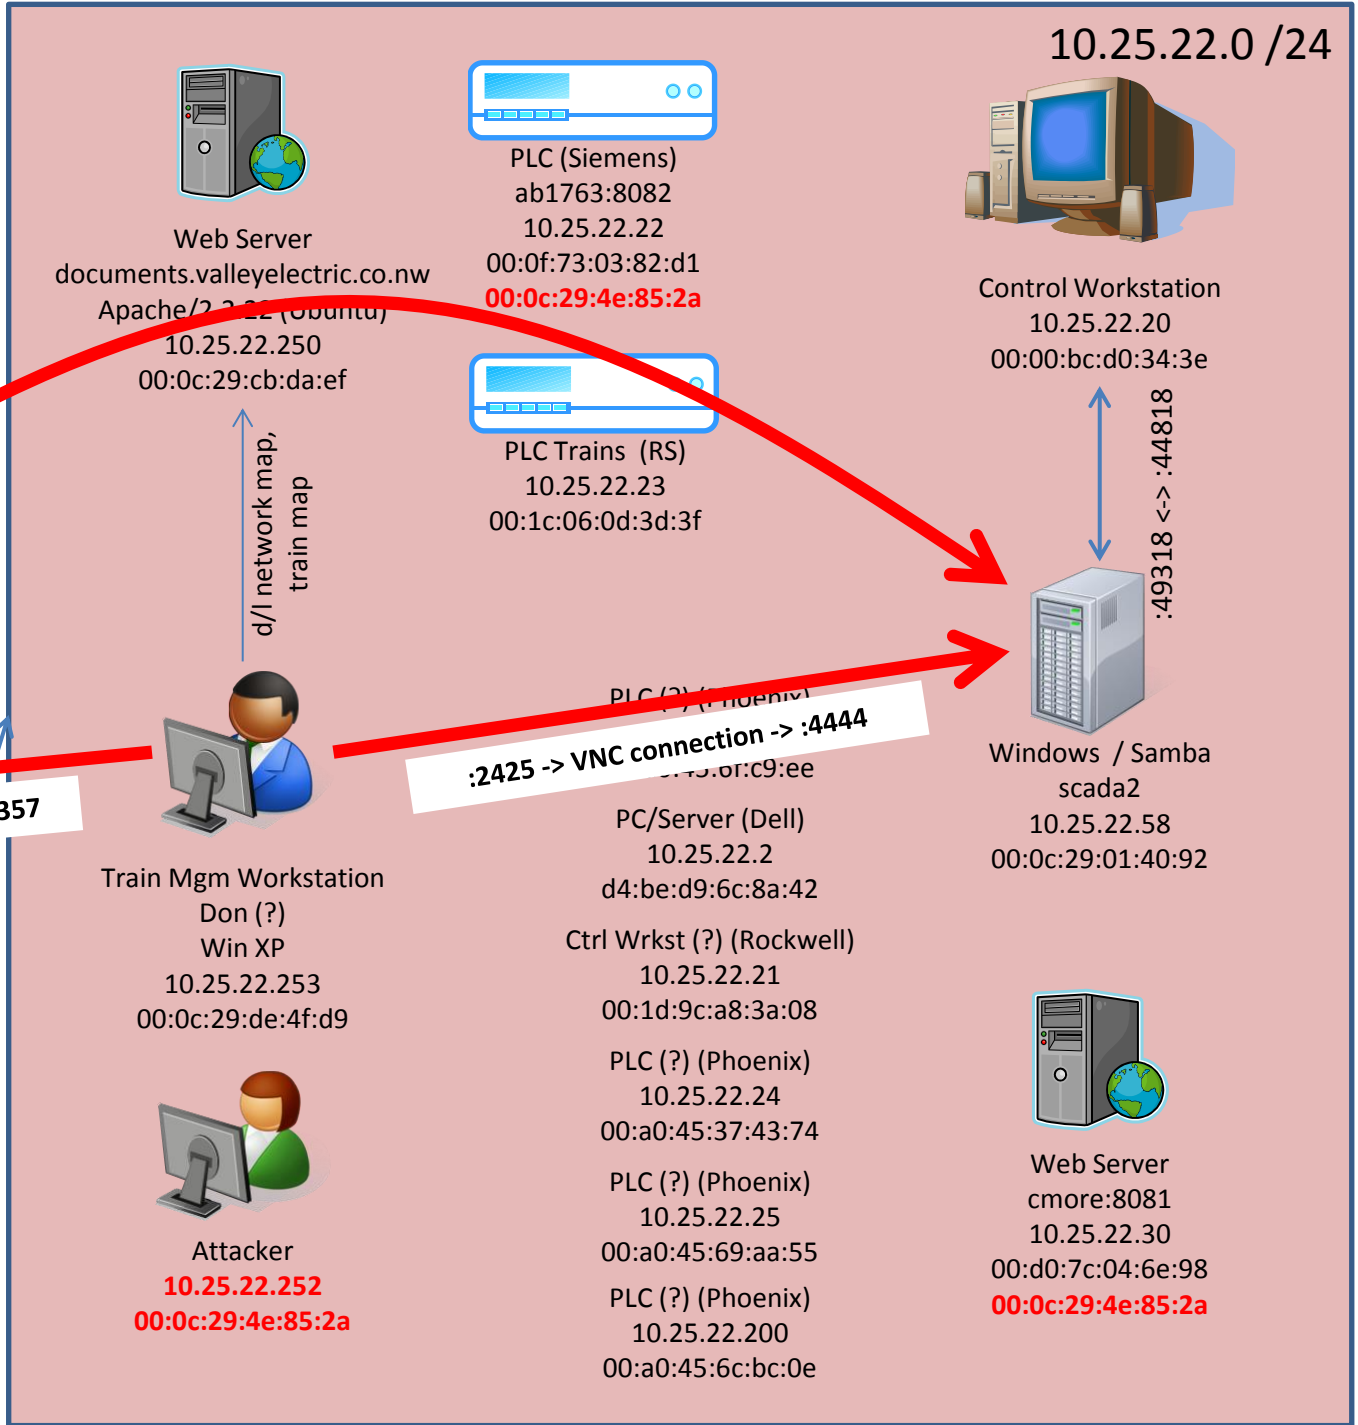 10.25.22.0 /24
Web Server
documents.valleyelectric.co.nw
Apache/2.2.22 (Ubuntu)
10.25.22.250
00:0c:29:cb:da:ef
PLC (Siemens)
ab1763:8082
10.25.22.22
00:0f:73:03:82:d1
00:0c:29:4e:85:2a
Control Workstation
10.25.22.20
00:00:bc:d0:34:3e
PLC Trains (RS)
10.25.22.23
00:1c:06:0d:3d:3f
d/l network map,
train map
:49318 <-> :44818
PLC (?) (Phoenix)
:2425 -> VNC connection -> :4444
:6f:c9:ee
357
Windows / Samba
scada2
10.25.22.58
00:0c:29:01:40:92
Train Mgm Workstation
Don (?)
Win XP
10.25.22.253
00:0c:29:de:4f:d9
PC/Server (Dell)
10.25.22.2
d4:be:d9:6c:8a:42
Ctrl Wrkst (?) (Rockwell)
10.25.22.21
00:1d:9c:a8:3a:08
PLC (?) (Phoenix)
10.25.22.24
00:a0:45:37:43:74
PLC (?) (Phoenix)
10.25.22.25
00:a0:45:69:aa:55
PLC (?) (Phoenix)
10.25.22.200
00:a0:45:6c:bc:0e
Attacker
10.25.22.252
00:0c:29:4e:85:2a
Web Server
cmore:8081
10.25.22.30
00:d0:7c:04:6e:98
00:0c:29:4e:85:2a